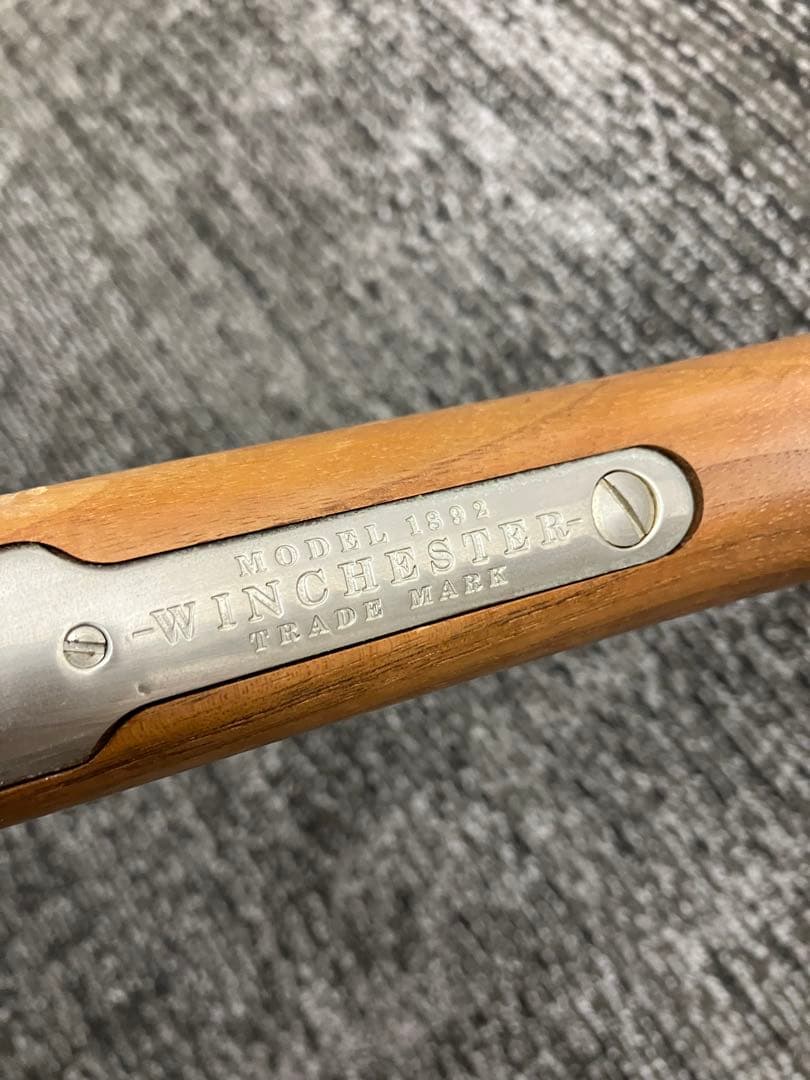 MODEL 1892
-WINCHESTER-
TRADE MARK